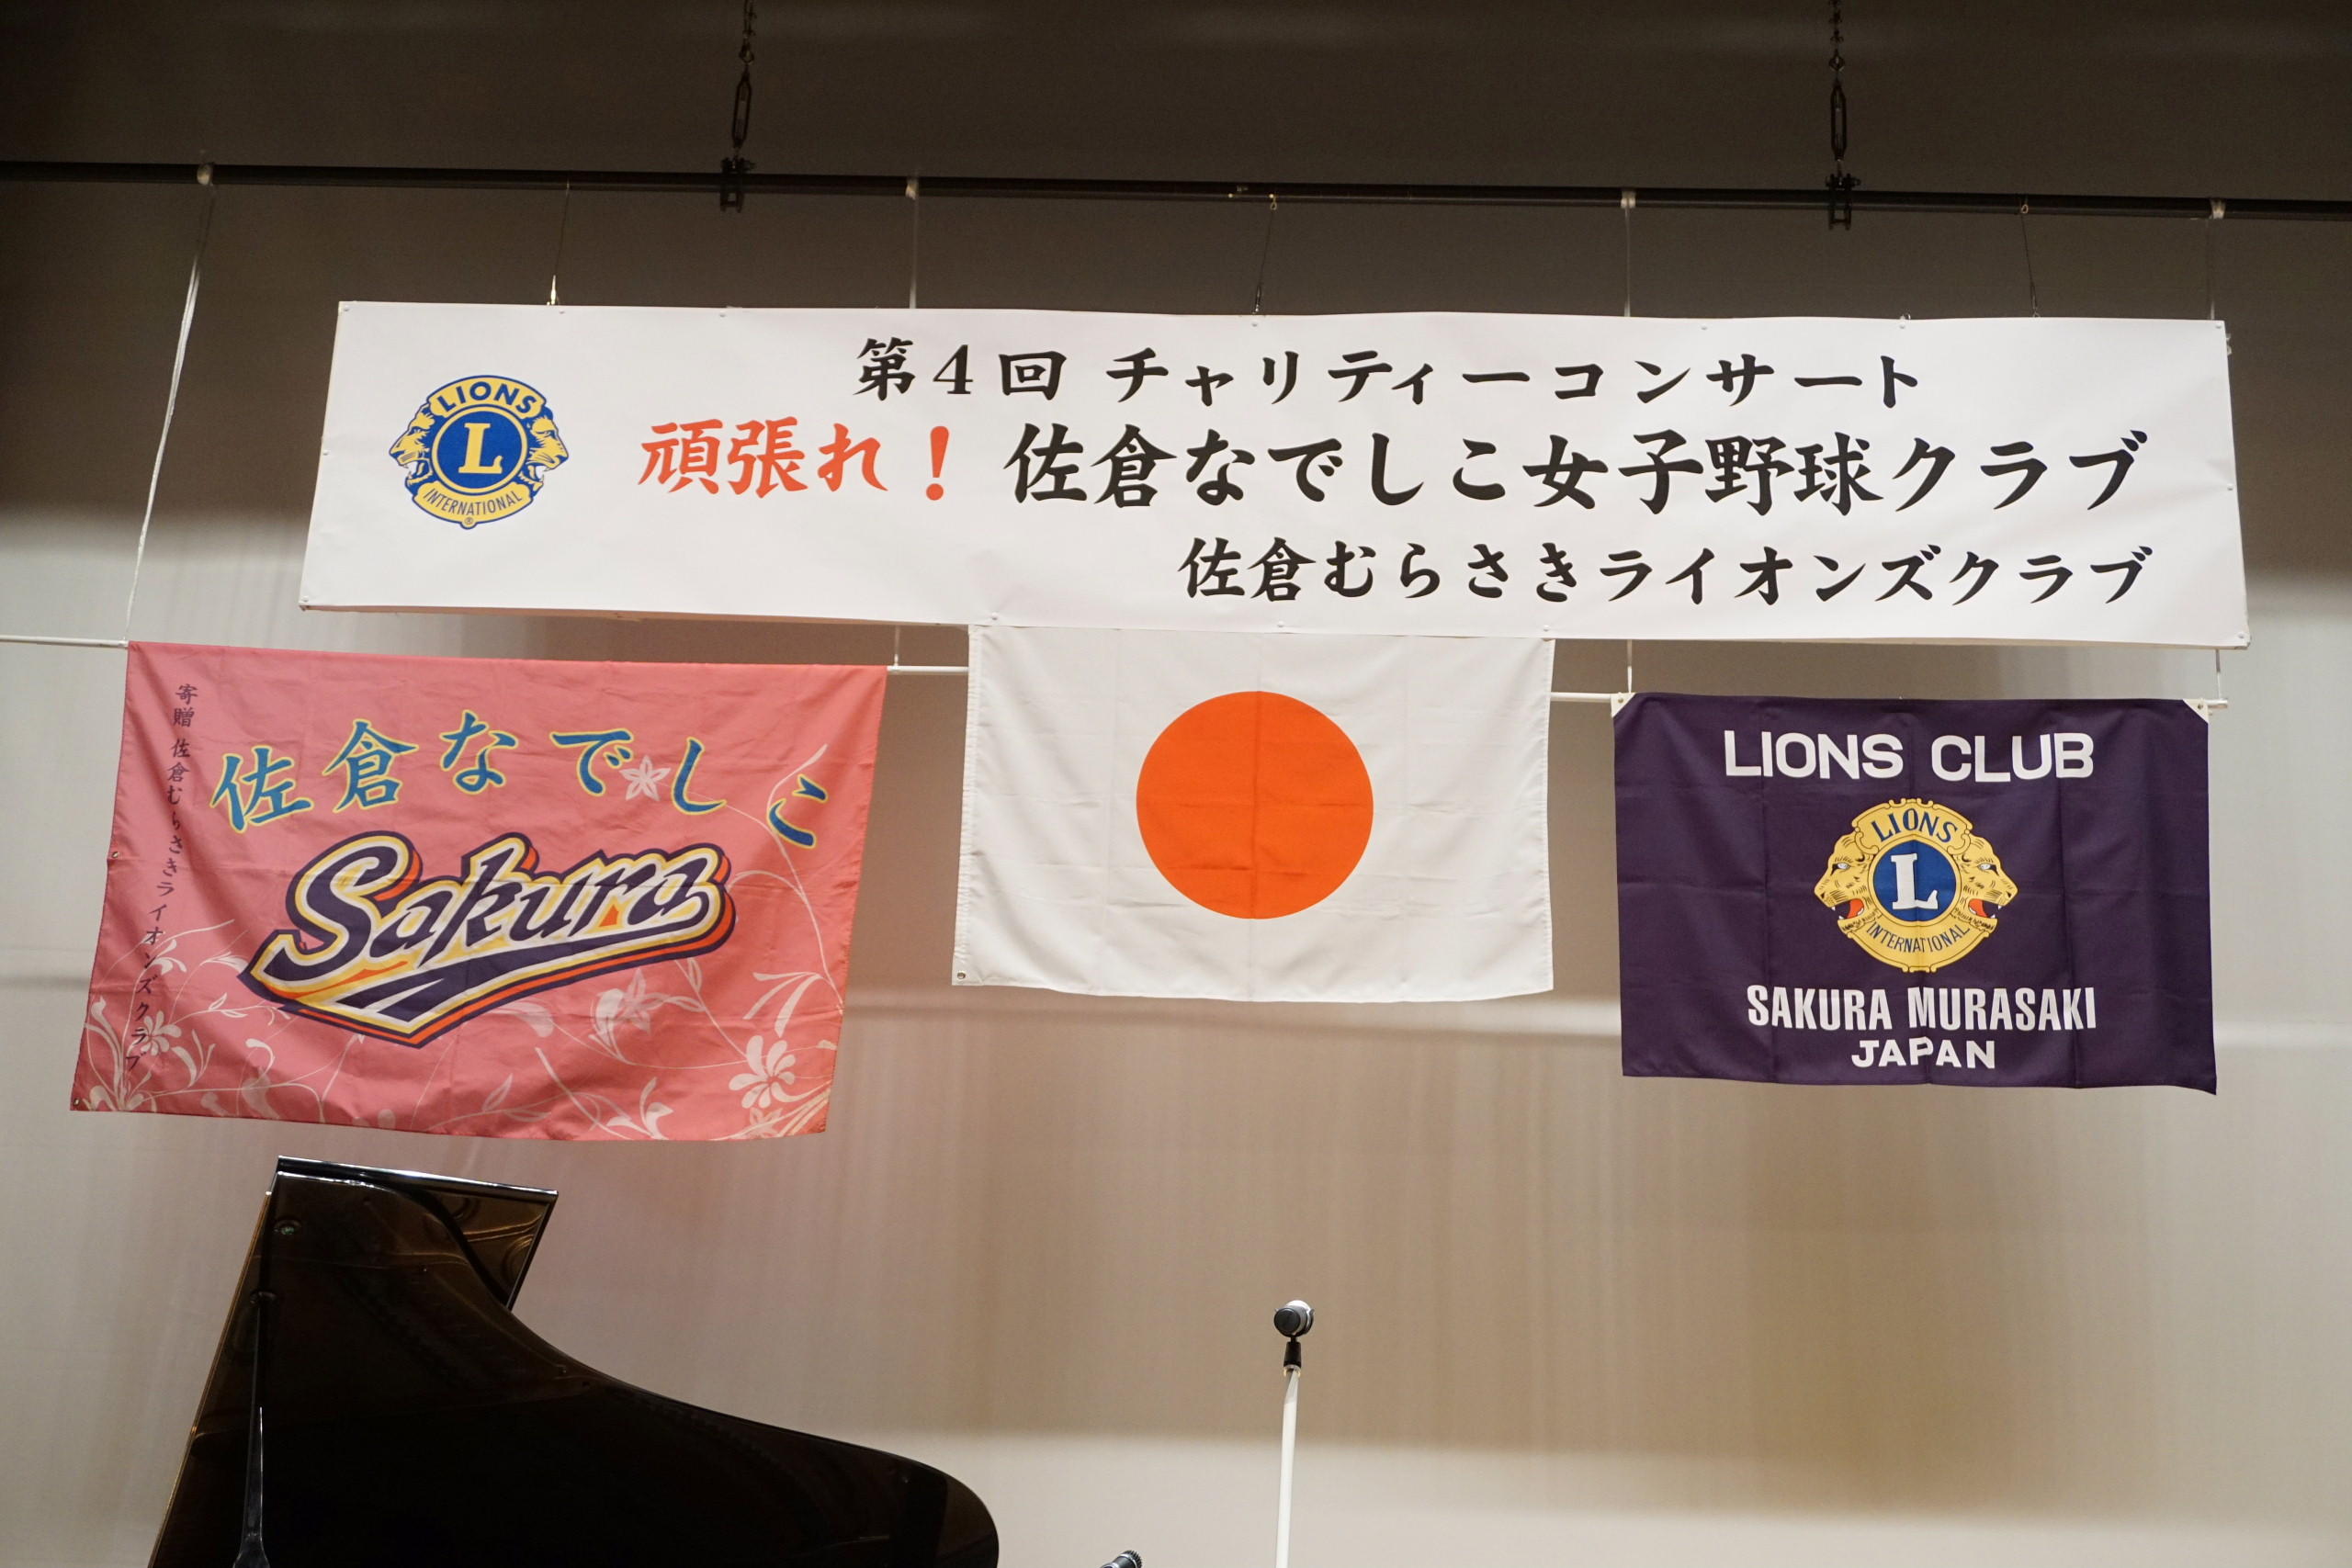 第4回 チャリティーコンサート
頑張れ！ 佐倉なでしこ女子野球クラブ
佐倉むらさきライオンズクラブ
LIONS
L
INTERNATIONAL
®
寄贈 佐倉むらさきライオンズクラブ
佐倉なでしこ
Sakura
LIONS CLUB
LIONS
L
INTERNATIONAL
SAKURA MURASAKI
JAPAN